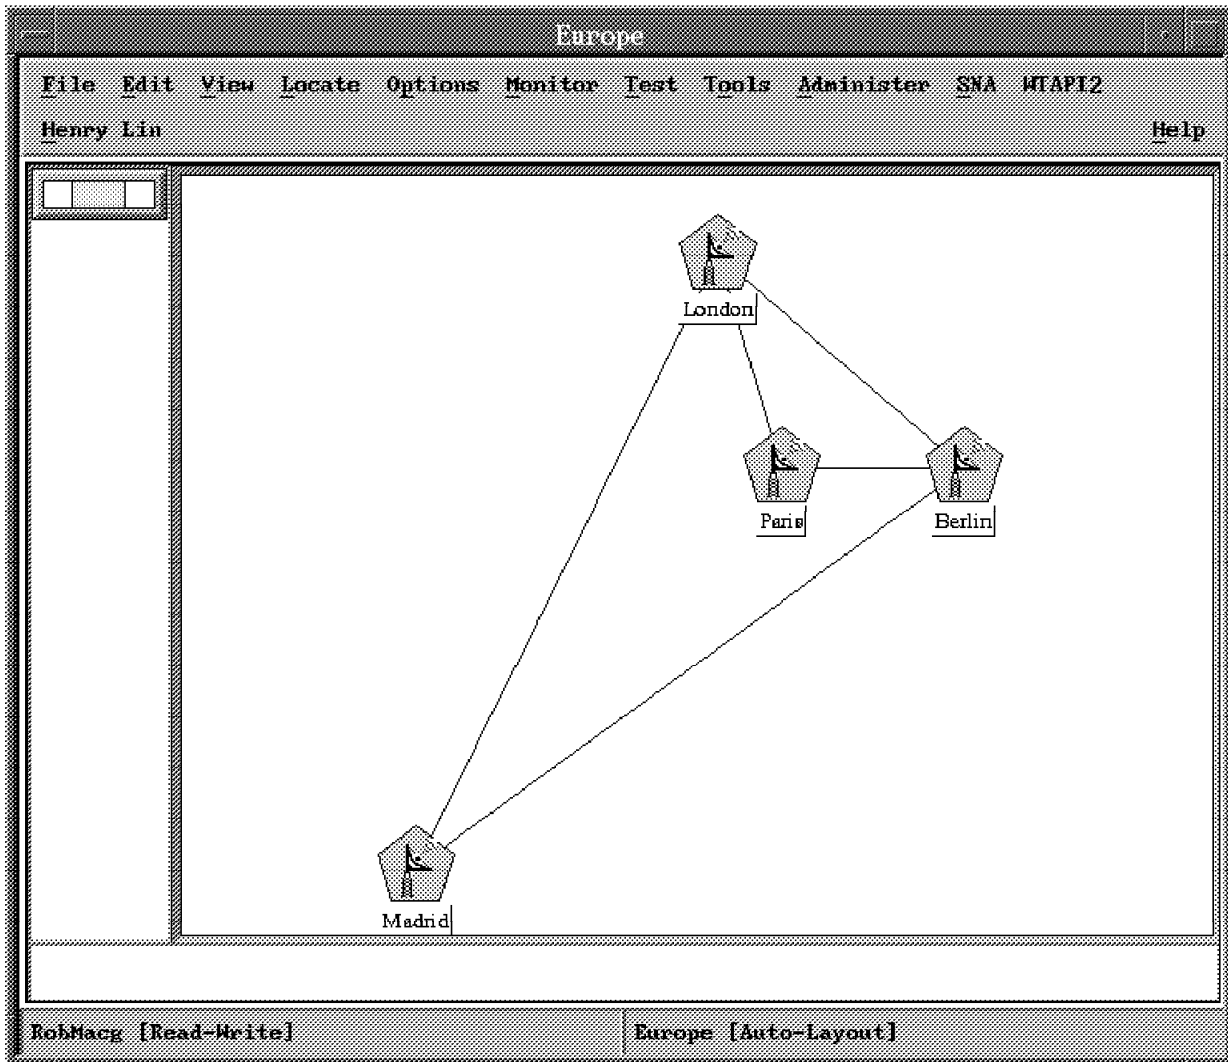 Europe
File Edit View Locate Options Monitor Test Tools Administer SNA WTAPI2
Henry Lin Help
London
Paris Berlin
Madrid
RobMacg [Read-Write] Europe [Auto-Layout]